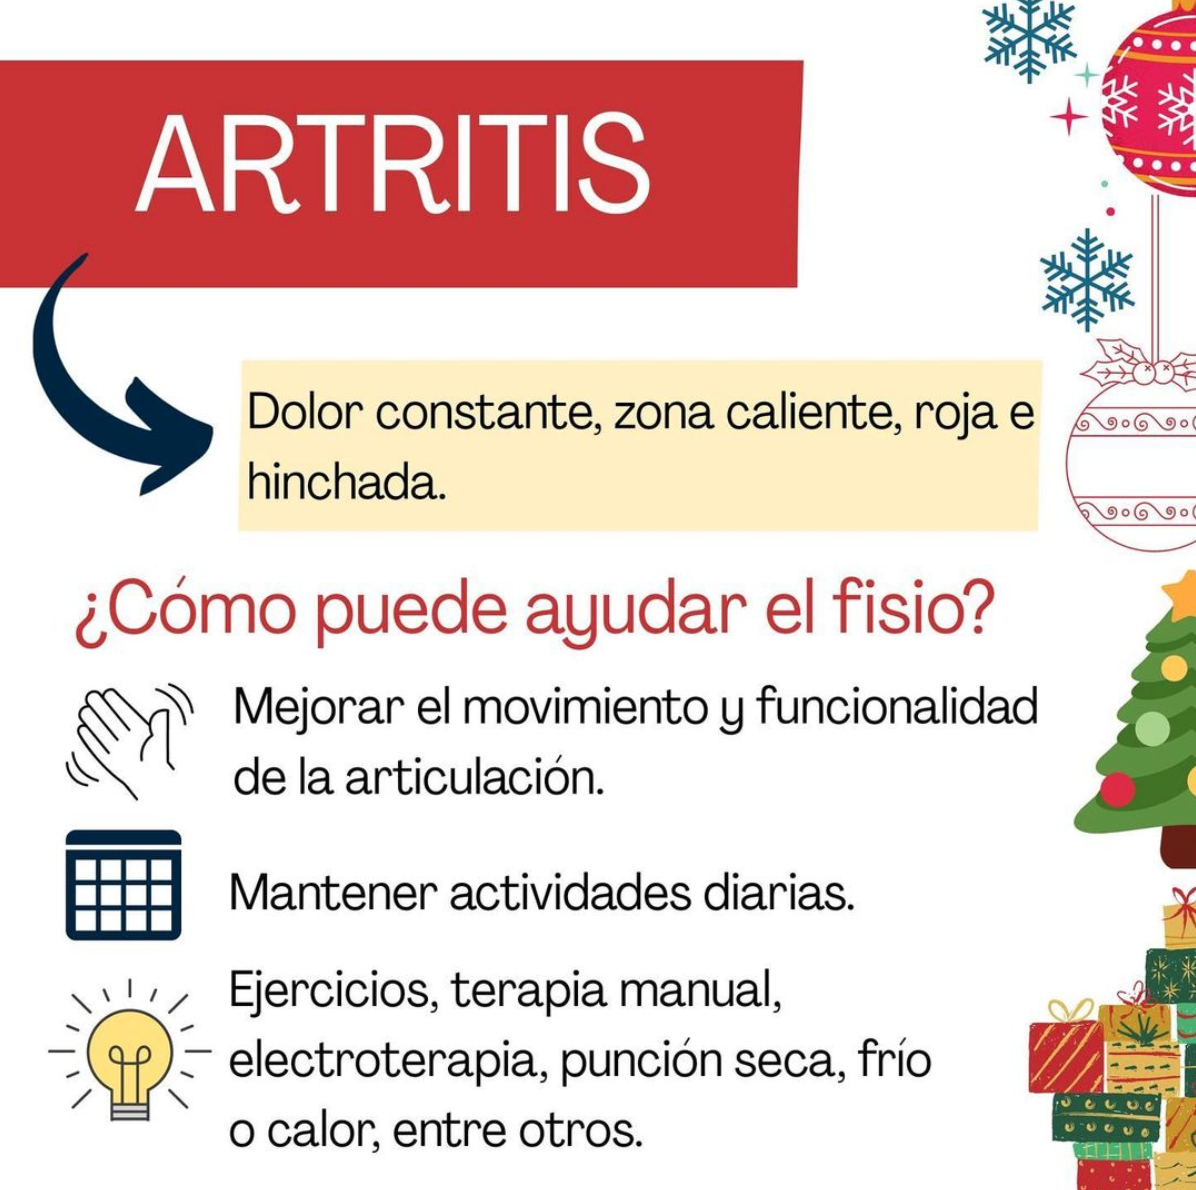 ARTRITIS
Dolor constante, zona caliente, roja e
hinchada.
¿Cómo puede ayudar el fisio?
Mejorar el movimiento y funcionalidad
de la articulación.
Mantener actividades diarias.
Ejercicios, terapia manual,
electroterapia, punción seca, frío
o calor, entre otros.